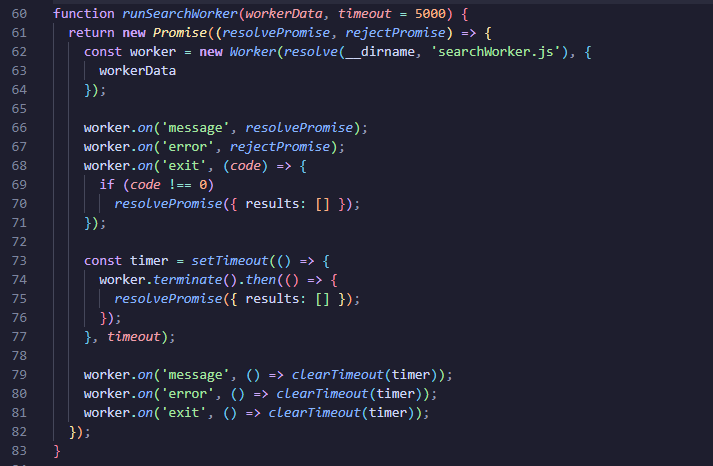 60 function runSearchWorker(workerData, timeout = 5000) {
61   return new Promise((resolvePromise, rejectPromise) => {
62     const worker = new Worker(resolve(__dirname, 'searchWorker.js'), {
63       workerData
64     });
65
66     worker.on('message', resolvePromise);
67     worker.on('error', rejectPromise);
68     worker.on('exit', (code) => {
69       if (code !== 0)
70         resolvePromise({ results: [] });
71     });
72
73     const timer = setTimeout(() => {
74       worker.terminate().then(() => {
75         resolvePromise({ results: [] });
76       });
77     }, timeout);
78
79     worker.on('message', () => clearTimeout(timer));
80     worker.on('error', () => clearTimeout(timer));
81     worker.on('exit', () => clearTimeout(timer));
82   });
83 }